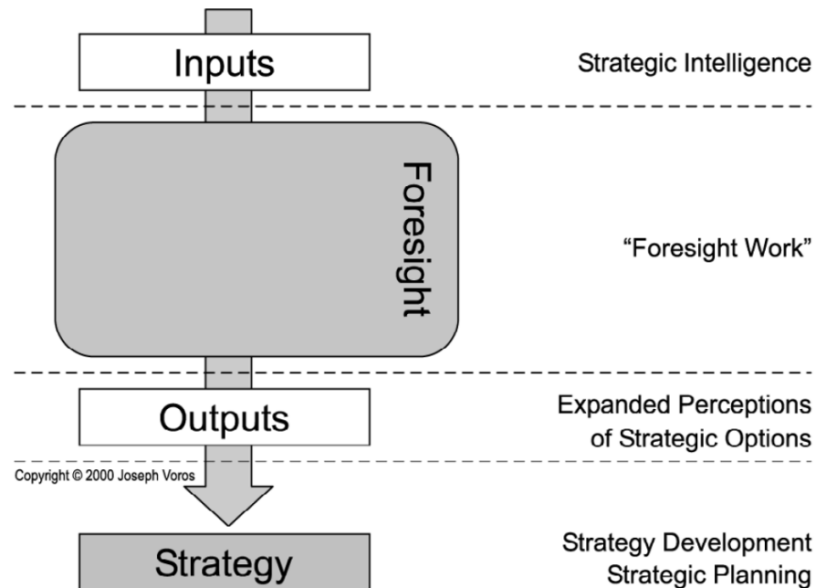 Inputs
Strategic Intelligence
Foresight
“Foresight Work”
Outputs
Expanded Perceptions
of Strategic Options
Copyright © 2000 Joseph Voros
Strategy
Strategy Development
Strategic Planning